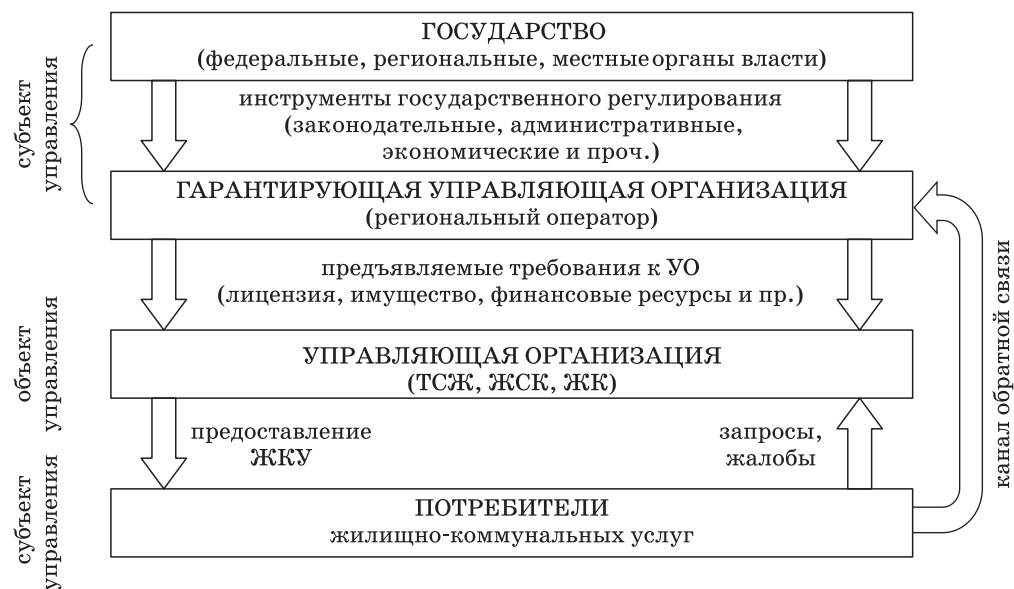 ГОСУДАРСТВО
(федеральные, региональные, местные органы власти)
субъект
управления
инструменты государственного регулирования
(законодательные, административные,
экономические и проч.)
ГАРАНТИРУЮЩАЯ УПРАВЛЯЮЩАЯ ОРГАНИЗАЦИЯ
(региональный оператор)
предъявляемые требования к УО
(лицензия, имущество, финансовые ресурсы и пр.)
объект
управления
УПРАВЛЯЮЩАЯ ОРГАНИЗАЦИЯ
(ТСЖ, ЖСК, ЖК)
канал обратной связи
предоставление
ЖКУ
запросы,
жалобы
субъект
управления
ПОТРЕБИТЕЛИ
жилищно-коммунальных услуг